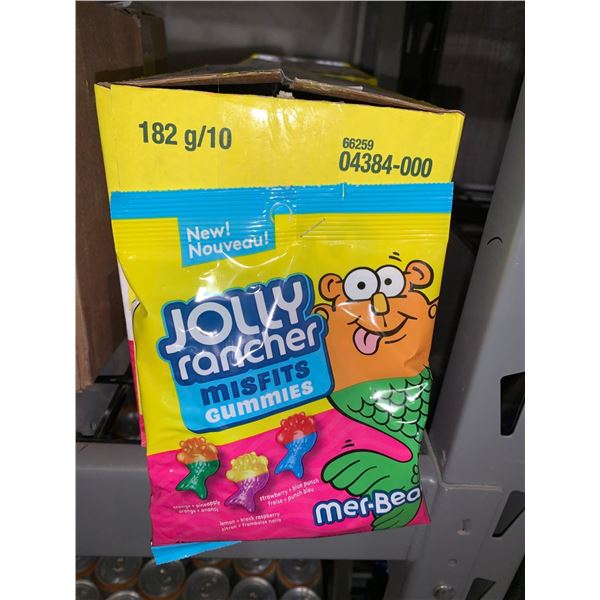 182 g/10
66259
04384-000
New!
Nouveau!
JOLLY
rancher
MISFITS
GUMMIES
orange + pineapple
orange + ananas
lemon + black raspberry
citron + framboise noire
strawberry + blue punch
fraise + punch bleu
mer-Bea